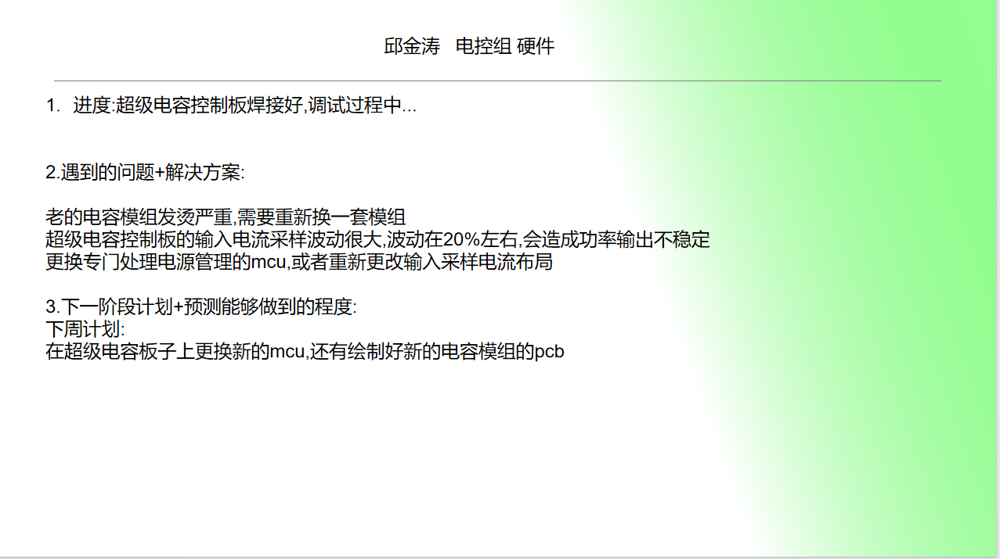 邱金涛 电控组 硬件
1. 进度:超级电容控制板焊接好,调试过程中...
2.遇到的问题+解决方案:
老的电容模组发烫严重,需要重新换一套模组
超级电容控制板的输入电流采样波动很大,波动在20%左右,会造成功率输出不稳定
更换专门处理电源管理的mcu,或者重新更改输入采样电流布局
3.下一阶段计划+预测能够做到的程度:
下周计划:
在超级电容板子上更换新的mcu,还有绘制好新的电容模组的pcb